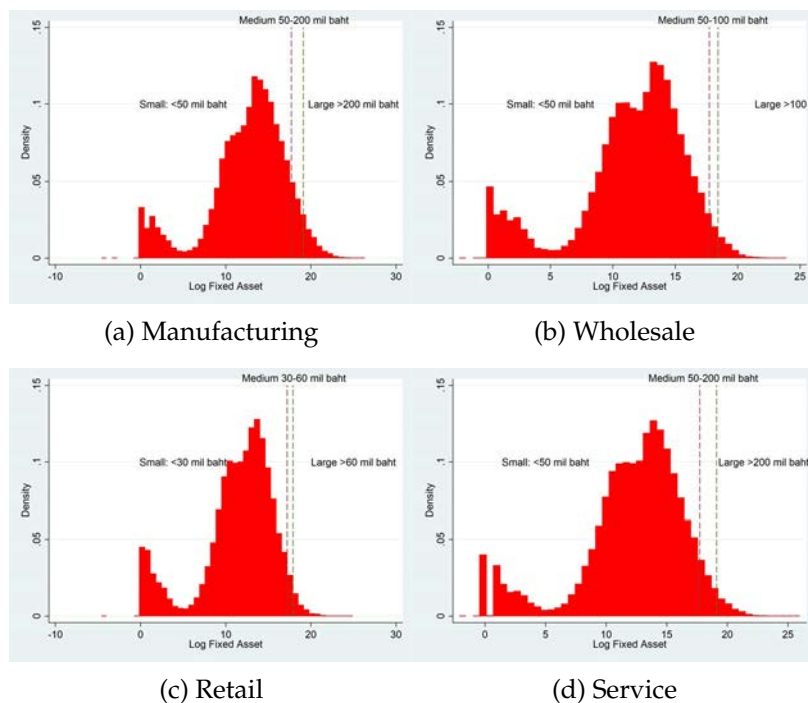 Medium 50-200 mil baht
Small: <50 mil baht
Large >200 mil baht
Density
0 .05 .1 .15
-10 0 10 20 30
Log Fixed Asset
(a) Manufacturing
Medium 50-100 mil baht
Small: <50 mil baht
Large >100
Density
0 .05 .1 .15
0 5 10 15 20 25
Log Fixed Asset
(b) Wholesale
Medium 30-60 mil baht
Small: <30 mil baht
Large >60 mil baht
Density
0 .05 .1 .15
-10 0 10 20 30
Log Fixed Asset
(c) Retail
Medium 50-200 mil baht
Small: <50 mil baht
Large >200 mil baht
Density
0 .05 .1 .15
0 5 10 15 20 25
Log Fixed Asset
(d) Service